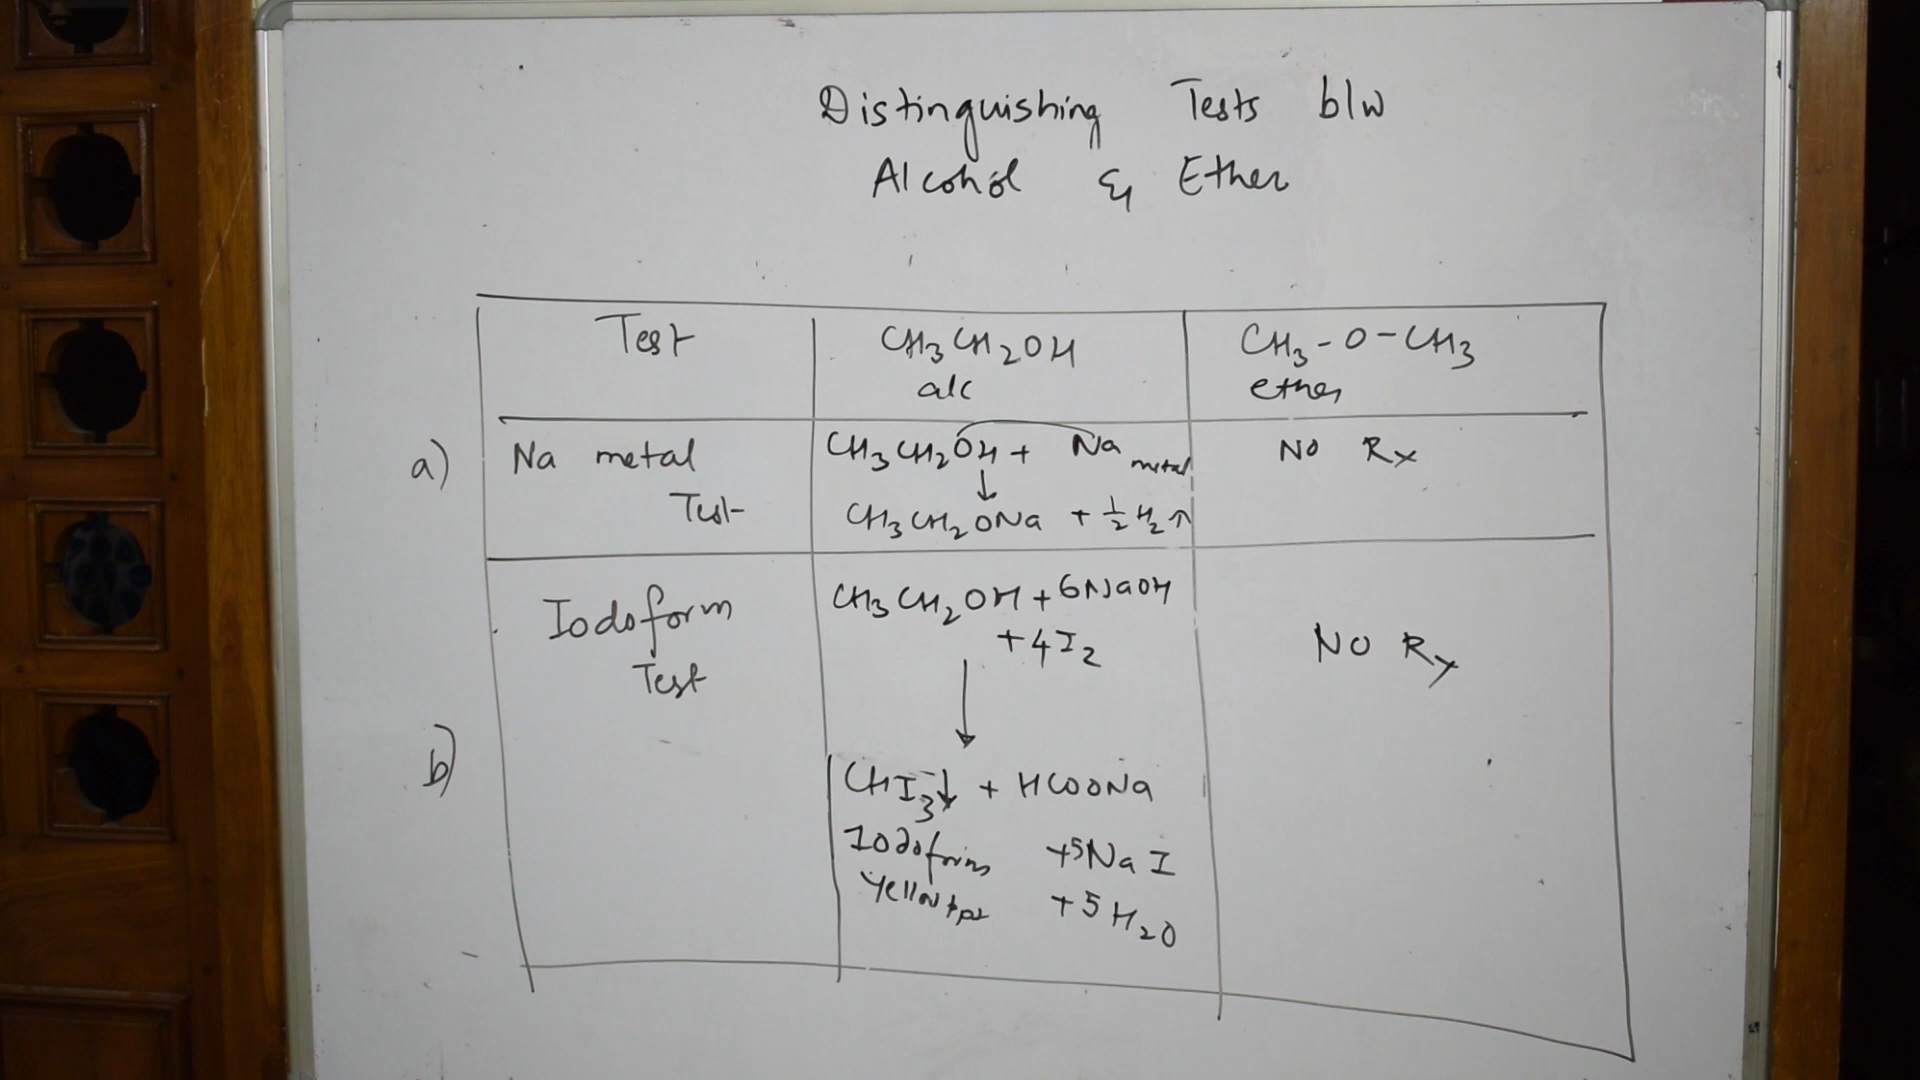 Distinguishing Tests b/w
Alcohol & Ether
Test
CH3CH2OH
alc
CH3-O-CH3
ether
a)
Na metal
Test
CH3CH2OH + Na metal
↓
CH3CH2ONa + 1/2 H2↑
NO Rx
b)
Iodoform
Test
CH3CH2OH + 6NaOH
+4I2
↓
CHI3↓ + HCOONa
Iodoform +5NaI
Yellow ppt +5H2O
NO Rx